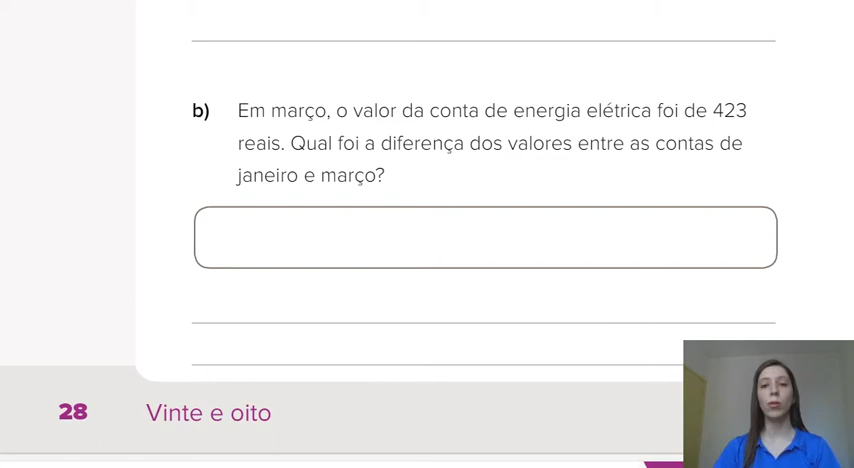 b) Em março, o valor da conta de energia elétrica foi de 423
reais. Qual foi a diferença dos valores entre as contas de
janeiro e março?
28 Vinte e oito